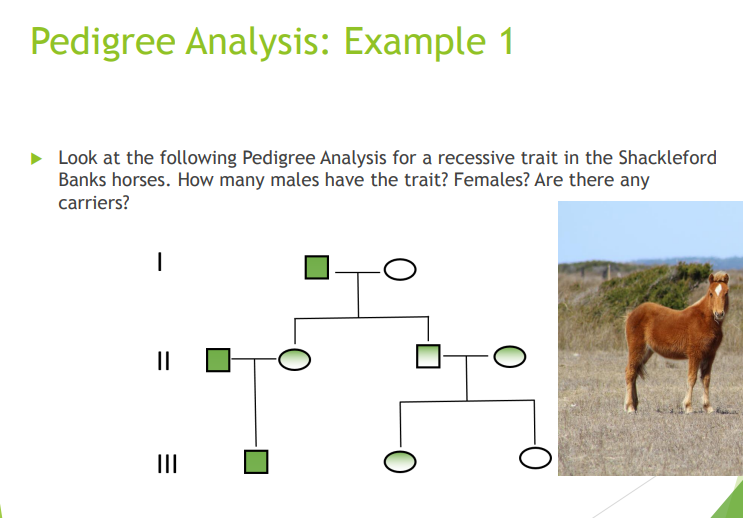 Pedigree Analysis: Example 1
Look at the following Pedigree Analysis for a recessive trait in the Shackleford
Banks horses. How many males have the trait? Females? Are there any
carriers?
I
II
III